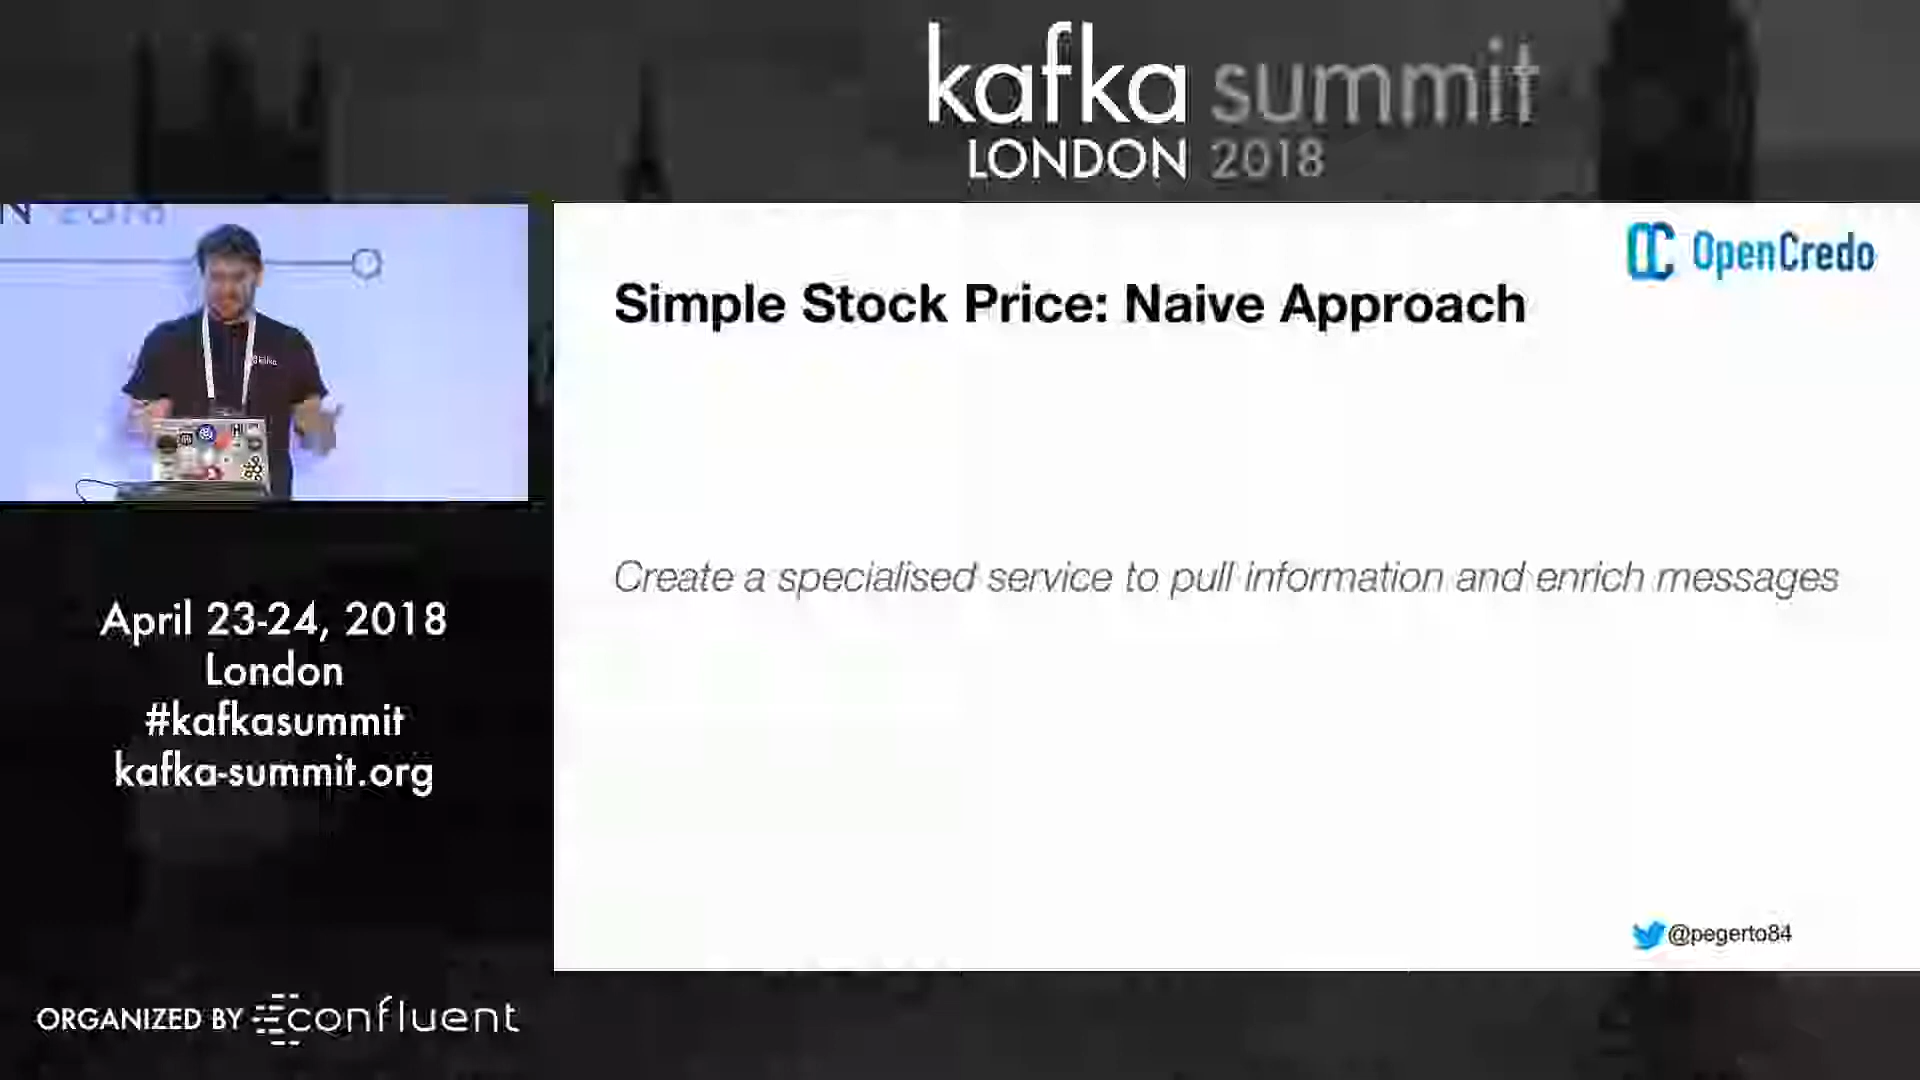 kafka summit
LONDON 2018
N 2018
OpenCredo
Simple Stock Price: Naive Approach
Create a specialised service to pull information and enrich messages
April 23-24, 2018
London
#kafkasummit
kafka-summit.org
@pegerto84
ORGANIZED BY confluent